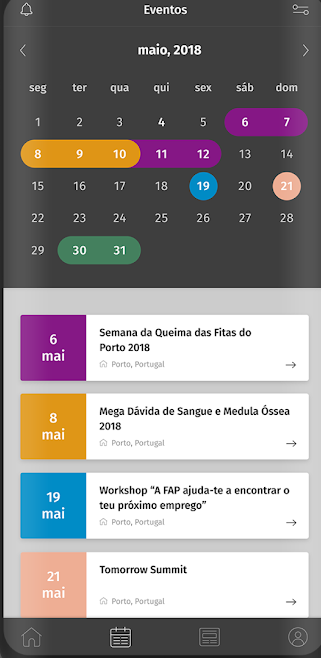 Eventos
maio, 2018
seg ter qua qui sex sáb dom
1 2 3 4 5 6 7
8 9 10 11 12 13 14
15 16 17 18 19 20 21
22 23 24 25 26 27 28
29 30 31
6
mai
Semana da Queima das Fitas do
Porto 2018
Porto, Portugal
8
mai
Mega Dávida de Sangue e Medula Óssea
2018
Porto, Portugal
19
mai
Workshop “A FAP ajuda-te a encontrar o
teu próximo emprego”
Porto, Portugal
21
mai
Tomorrow Summit
Porto, Portugal